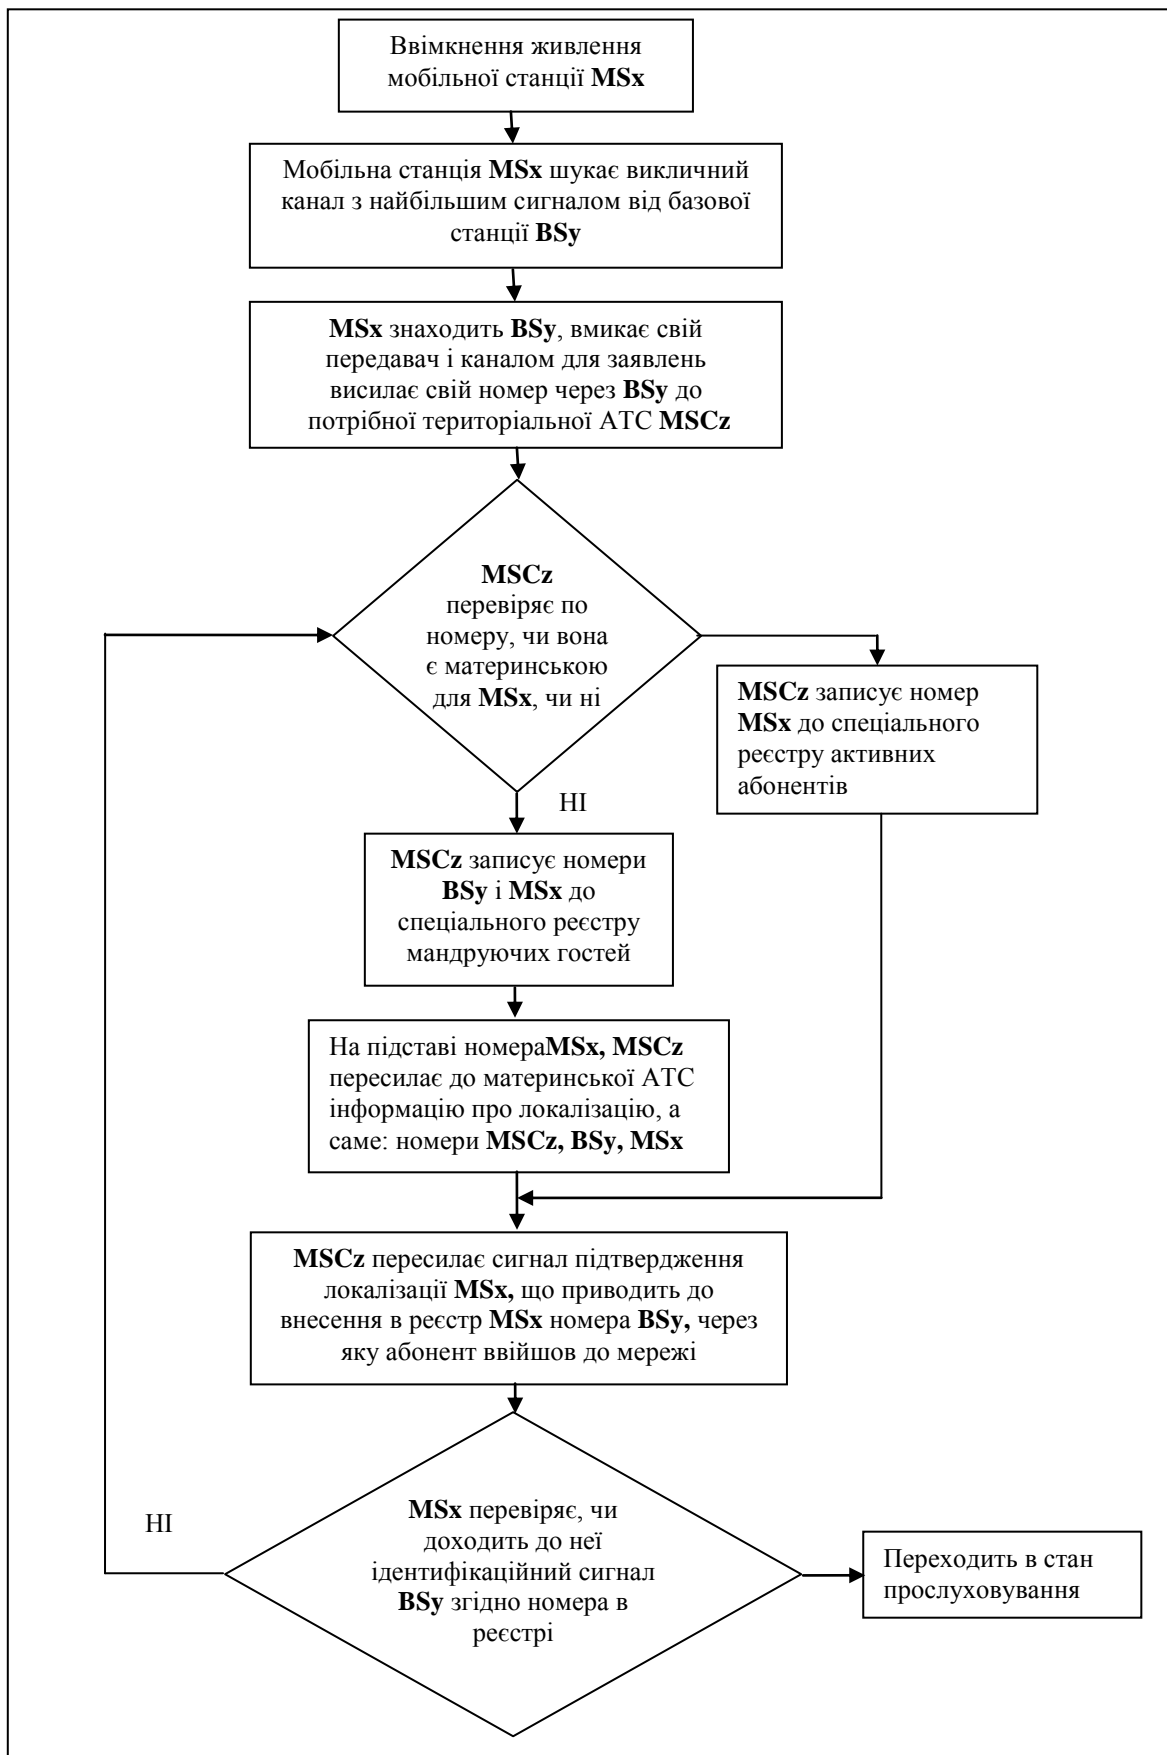 Ввімкнення живлення
мобільної станції MSx
Мобільна станція MSx шукає викличний
канал з найбільшим сигналом від базової
станції BSy
MSx знаходить BSy, вмикає свій
передавач і каналом для заявлень
висилає свій номер через BSy до
потрібної територіальної АТС MSCz
MSCz
перевіряє по
номеру, чи вона
є материнською
для MSx, чи ні
MSCz записує номер
MSx до спеціального
реєстру активних
абонентів
НІ
MSCz записує номери
BSy і MSx до
спеціального реєстру
мандруючих гостей
На підставі номераMSx, MSCz
пересилає до материнської АТС
інформацію про локалізацію, а
саме: номери MSCz, BSy, MSx
MSCz пересилає сигнал підтвердження
локалізації MSx, що приводить до
внесення в реєстр MSx номера BSy, через
яку абонент ввійшов до мережі
НІ
MSx перевіряє, чи
доходить до неї
ідентифікаційний сигнал
BSy згідно номера в
реєстрі
Переходить в стан
прослуховування